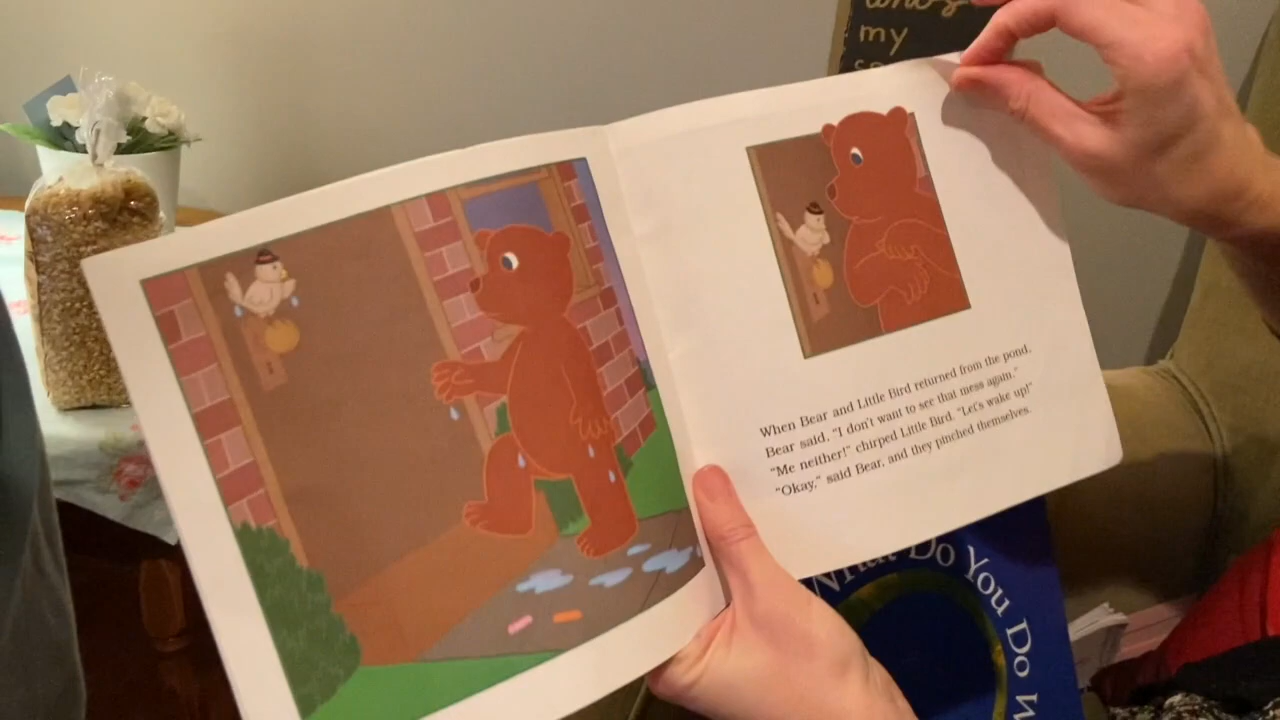 who's
my
When Bear and Little Bird returned from the pond,
Bear said, "I don't want to see that mess again."
"Me neither!" chirped Little Bird. "Let's wake up!"
"Okay," said Bear, and they pinched themselves.
What Do You Do W